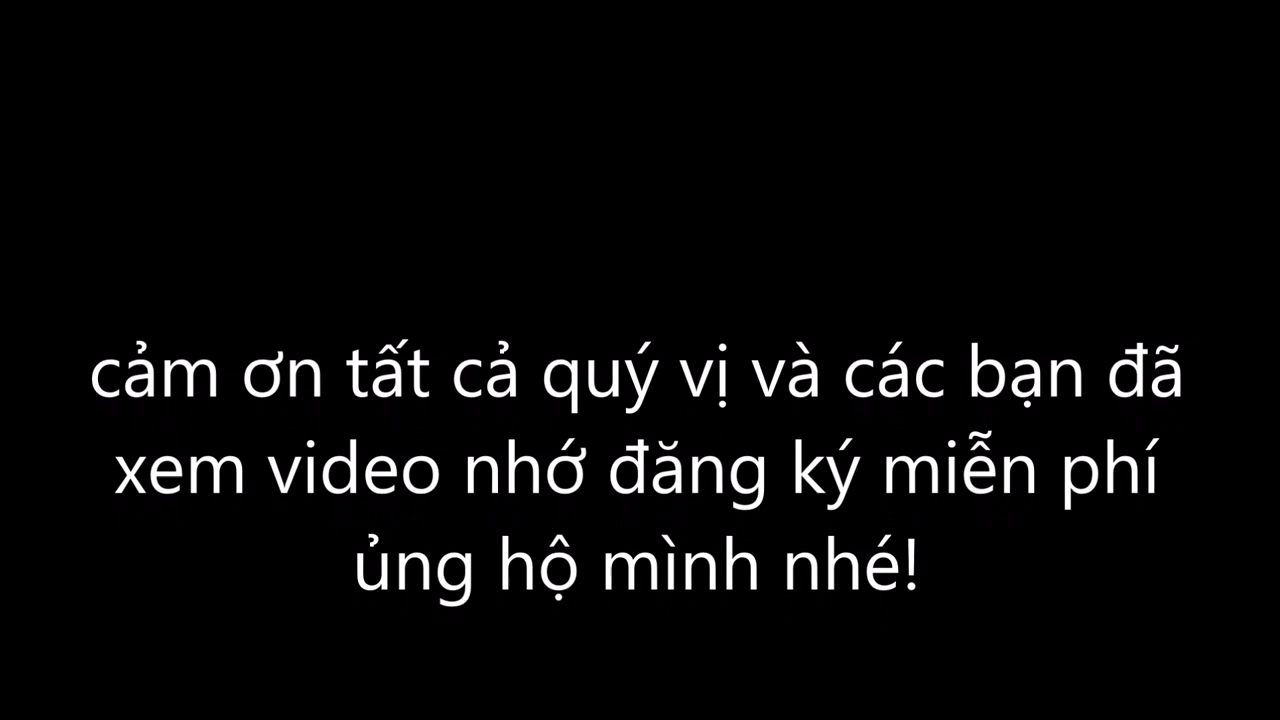 cảm ơn tất cả quý vị và các bạn đã
xem video nhớ đăng ký miễn phí
ủng hộ mình nhé!